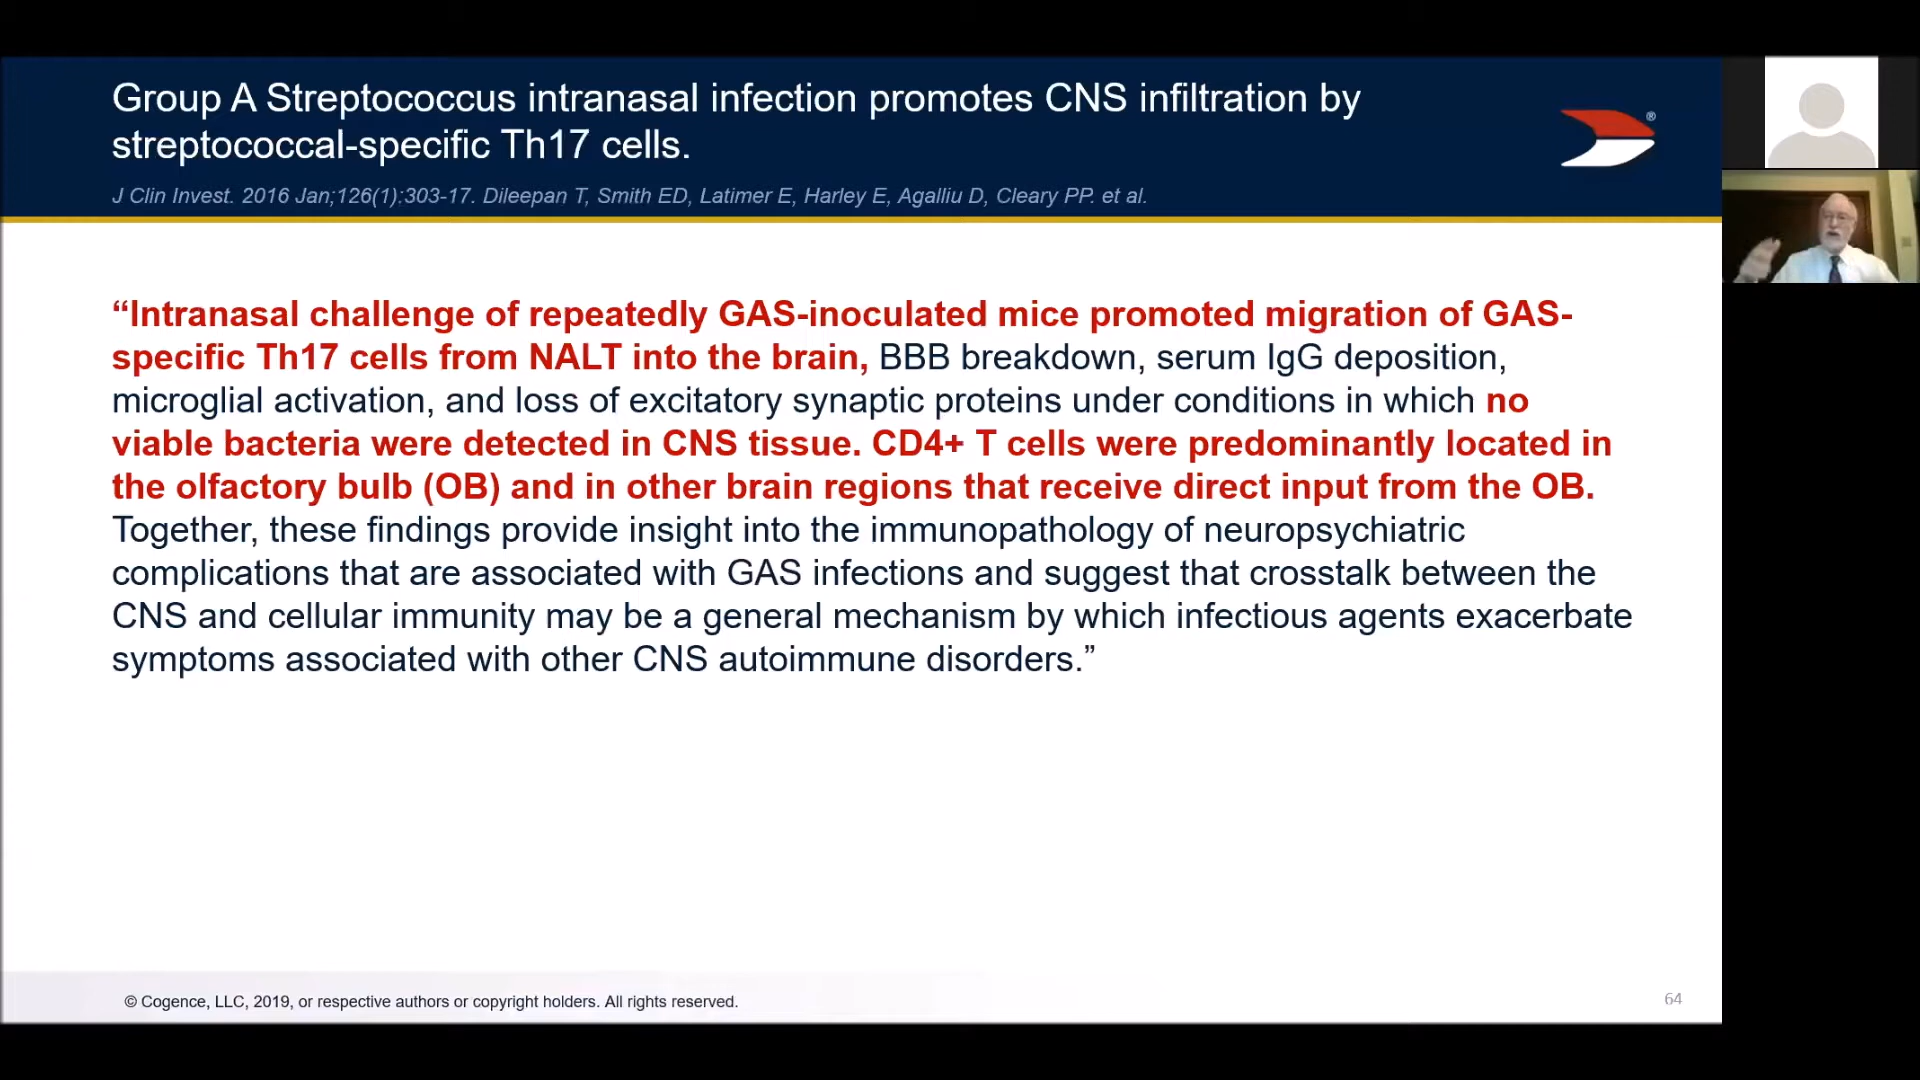 Group A Streptococcus intranasal infection promotes CNS infiltration by
streptococcal-specific Th17 cells.
®
J Clin Invest. 2016 Jan;126(1):303-17. Dileepan T, Smith ED, Latimer E, Harley E, Agalliu D, Cleary PP. et al.
“Intranasal challenge of repeatedly GAS-inoculated mice promoted migration of GAS-
specific Th17 cells from NALT into the brain, BBB breakdown, serum IgG deposition,
microglial activation, and loss of excitatory synaptic proteins under conditions in which no
viable bacteria were detected in CNS tissue. CD4+ T cells were predominantly located in
the olfactory bulb (OB) and in other brain regions that receive direct input from the OB.
Together, these findings provide insight into the immunopathology of neuropsychiatric
complications that are associated with GAS infections and suggest that crosstalk between the
CNS and cellular immunity may be a general mechanism by which infectious agents exacerbate
symptoms associated with other CNS autoimmune disorders.”
© Cogence, LLC, 2019, or respective authors or copyright holders. All rights reserved.
64